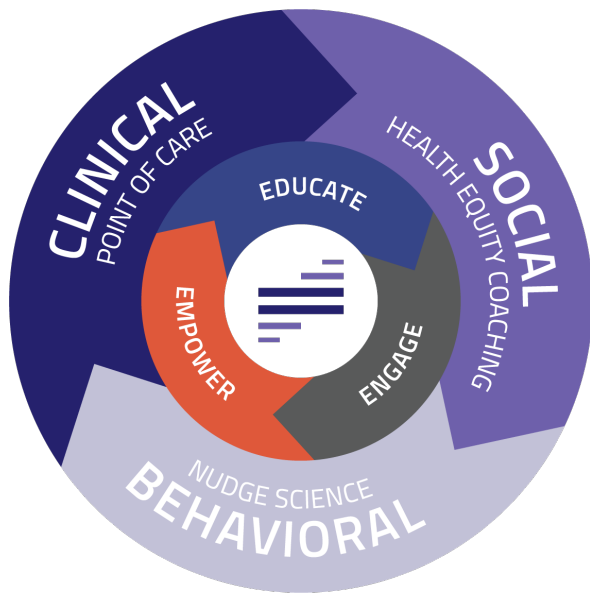 CLINICAL
POINT OF CARE
SOCIAL
HEALTH EQUITY COACHING
NUDGE SCIENCE
BEHAVIORAL
EDUCATE
ENGAGE
EMPOWER